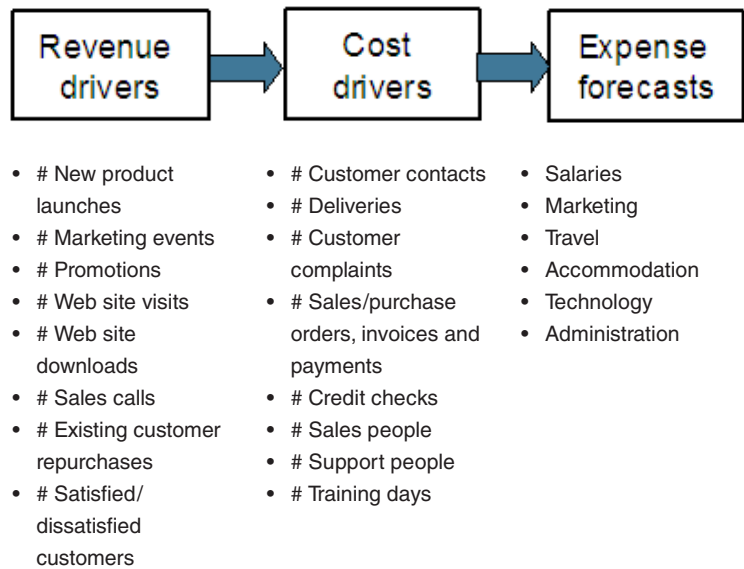 Revenue
drivers
Cost
drivers
Expense
forecasts
• # New product
launches
• # Marketing events
• # Promotions
• # Web site visits
• # Web site
downloads
• # Sales calls
• # Existing customer
repurchases
• # Satisfied/
dissatisfied
customers
• # Customer contacts
• # Deliveries
• # Customer
complaints
• # Sales/purchase
orders, invoices and
payments
• # Credit checks
• # Sales people
• # Support people
• # Training days
• Salaries
• Marketing
• Travel
• Accommodation
• Technology
• Administration